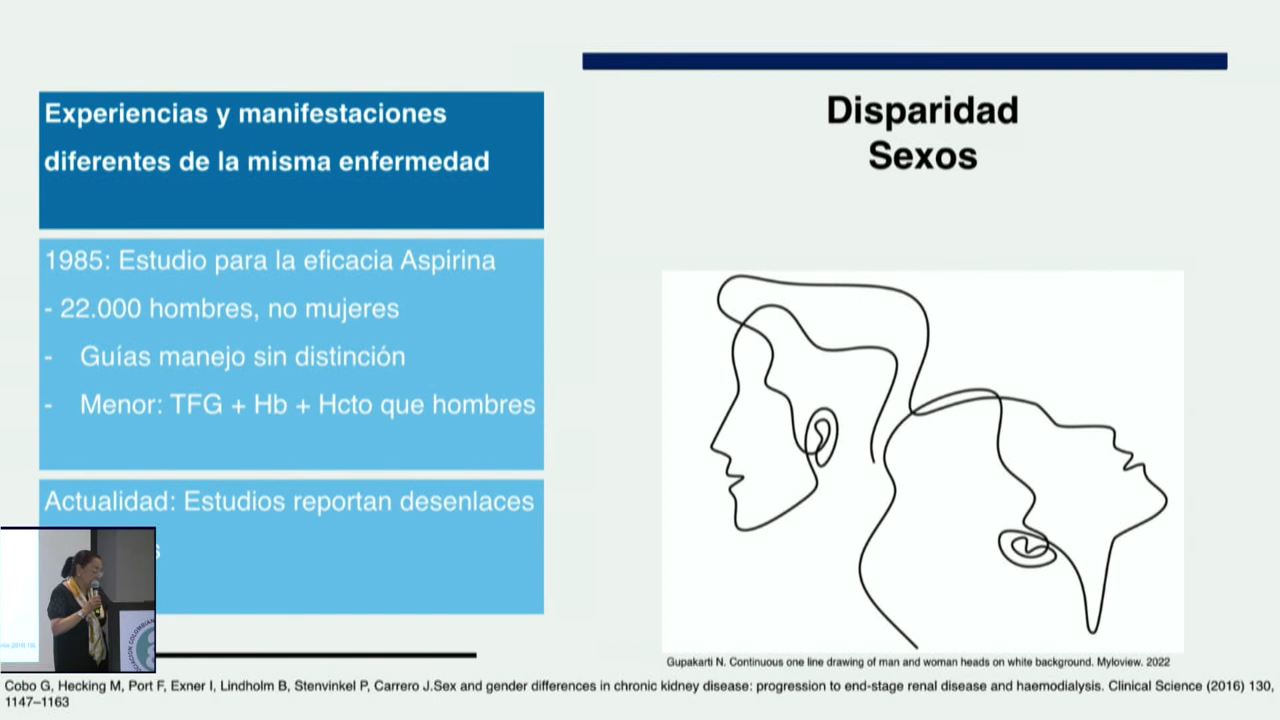 Experiencias y manifestaciones
diferentes de la misma enfermedad
1985: Estudio para la eficacia Aspirina
- 22.000 hombres, no mujeres
- Guías manejo sin distinción
- Menor: TFG + Hb + Hcto que hombres
Actualidad: Estudios reportan desenlaces
Disparidad
Sexos
Gupakarti N. Continuous one line drawing of man and woman heads on white background. Myloview. 2022
Cobo G, Hecking M, Port F, Exner I, Lindholm B, Stenvinkel P, Carrero J.Sex and gender differences in chronic kidney disease: progression to end-stage renal disease and haemodialysis. Clinical Science (2016) 130,
1147–1163